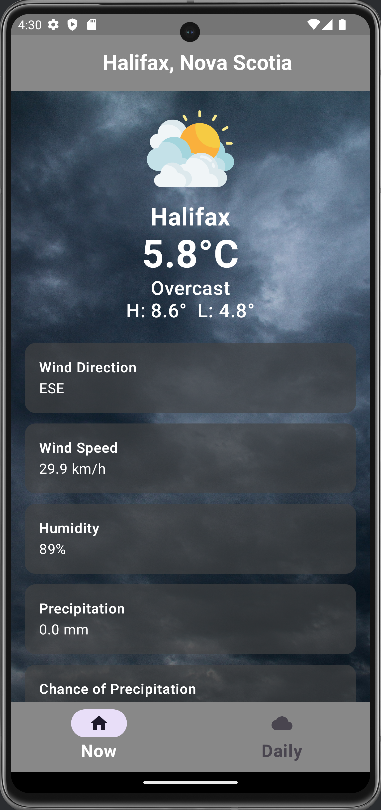 4:30
Halifax, Nova Scotia
Halifax
5.8°C
Overcast
H: 8.6° L: 4.8°
Wind Direction
ESE
Wind Speed
29.9 km/h
Humidity
89%
Precipitation
0.0 mm
Chance of Precipitation
Now Daily